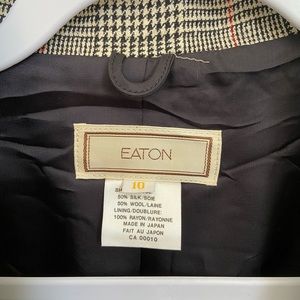 EATON
10
50% SILK/SOIE
50% WOOL/LAINE
LINING/DOUBLURE:
100% RAYON/RAYONNE
MADE IN JAPAN
FAIT AU JAPON
CA 00010